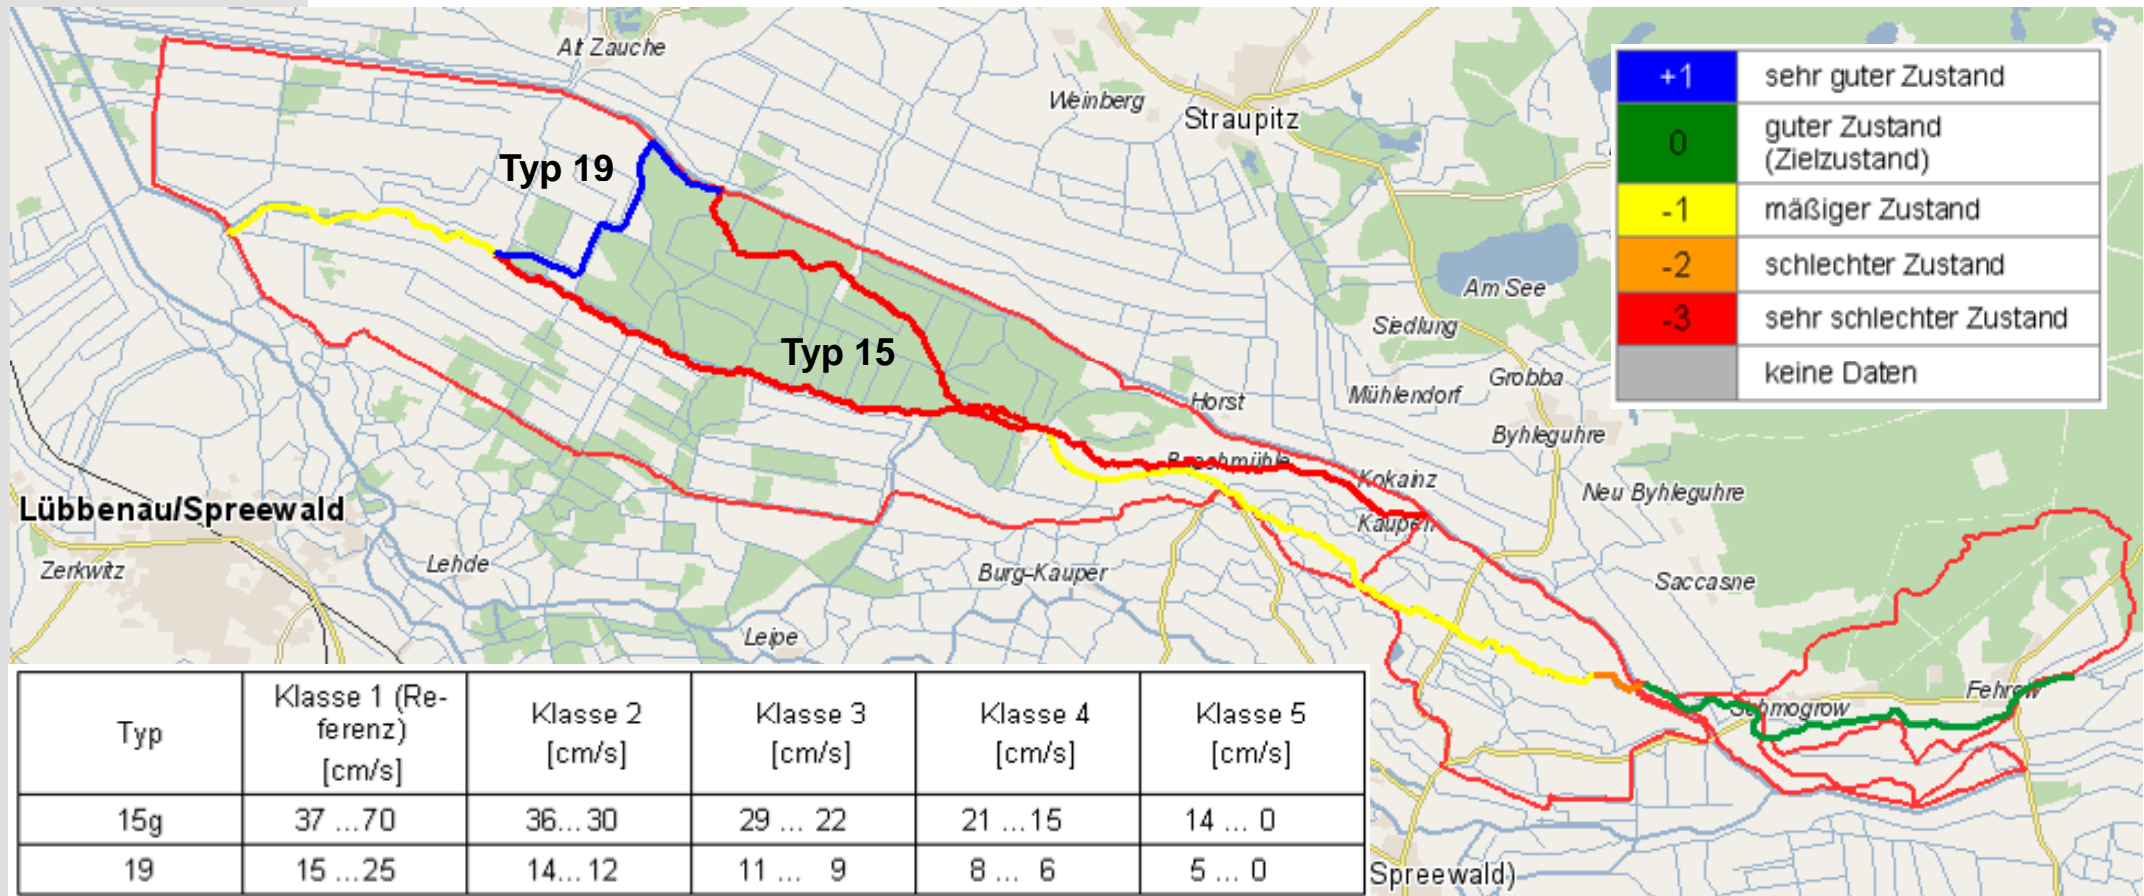 Alt Zauche
Weinberg
Straupitz
+1 sehr guter Zustand
0 guter Zustand
(Zielzustand)
-1 mäßiger Zustand
-2 schlechter Zustand
-3 sehr schlechter Zustand
keine Daten
Typ 19
Am See
Siedlung
Typ 15
Grobba
Mühlendorf
Horst
Byhleguhre
Kokainz
Neu Byhleguhre
Lübbenau/Spreewald
Kaupen
Lehde
Zerkwitz
Burg-Kauper
Saccasne
Leipe
Fehrow
Schmogrow
Typ Klasse 1 (Re-
ferenz)
[cm/s] Klasse 2
[cm/s] Klasse 3
[cm/s] Klasse 4
[cm/s] Klasse 5
[cm/s]
15g 37 ...70 36... 30 29 ... 22 21 ...15 14 ... 0
19 15 ...25 14... 12 11 ... 9 8 ... 6 5 ... 0
Spreewald)